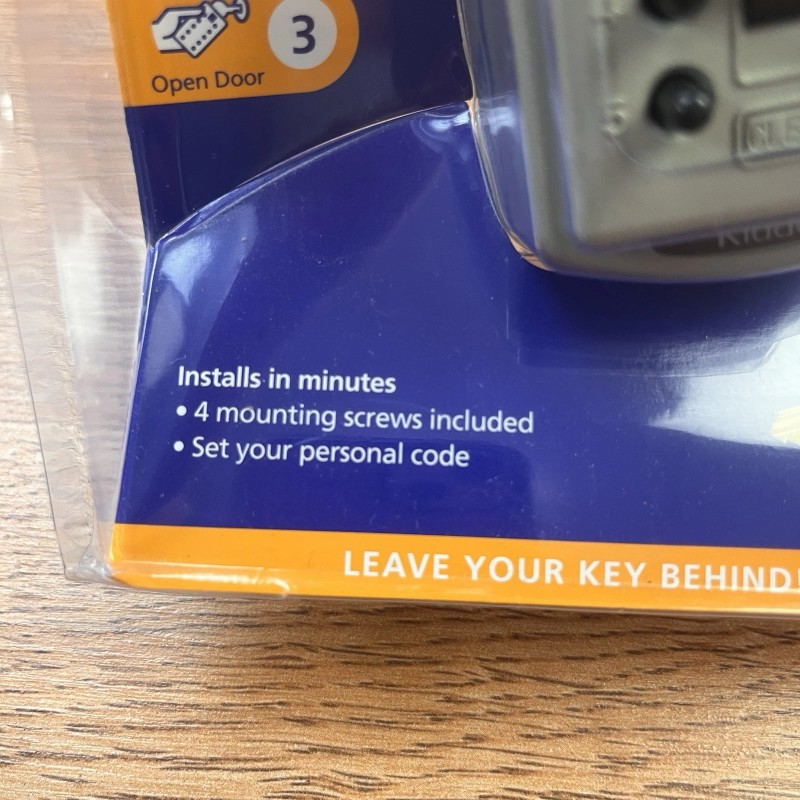 3
Open Door
Installs in minutes
• 4 mounting screws included
• Set your personal code
LEAVE YOUR KEY BEHIND!